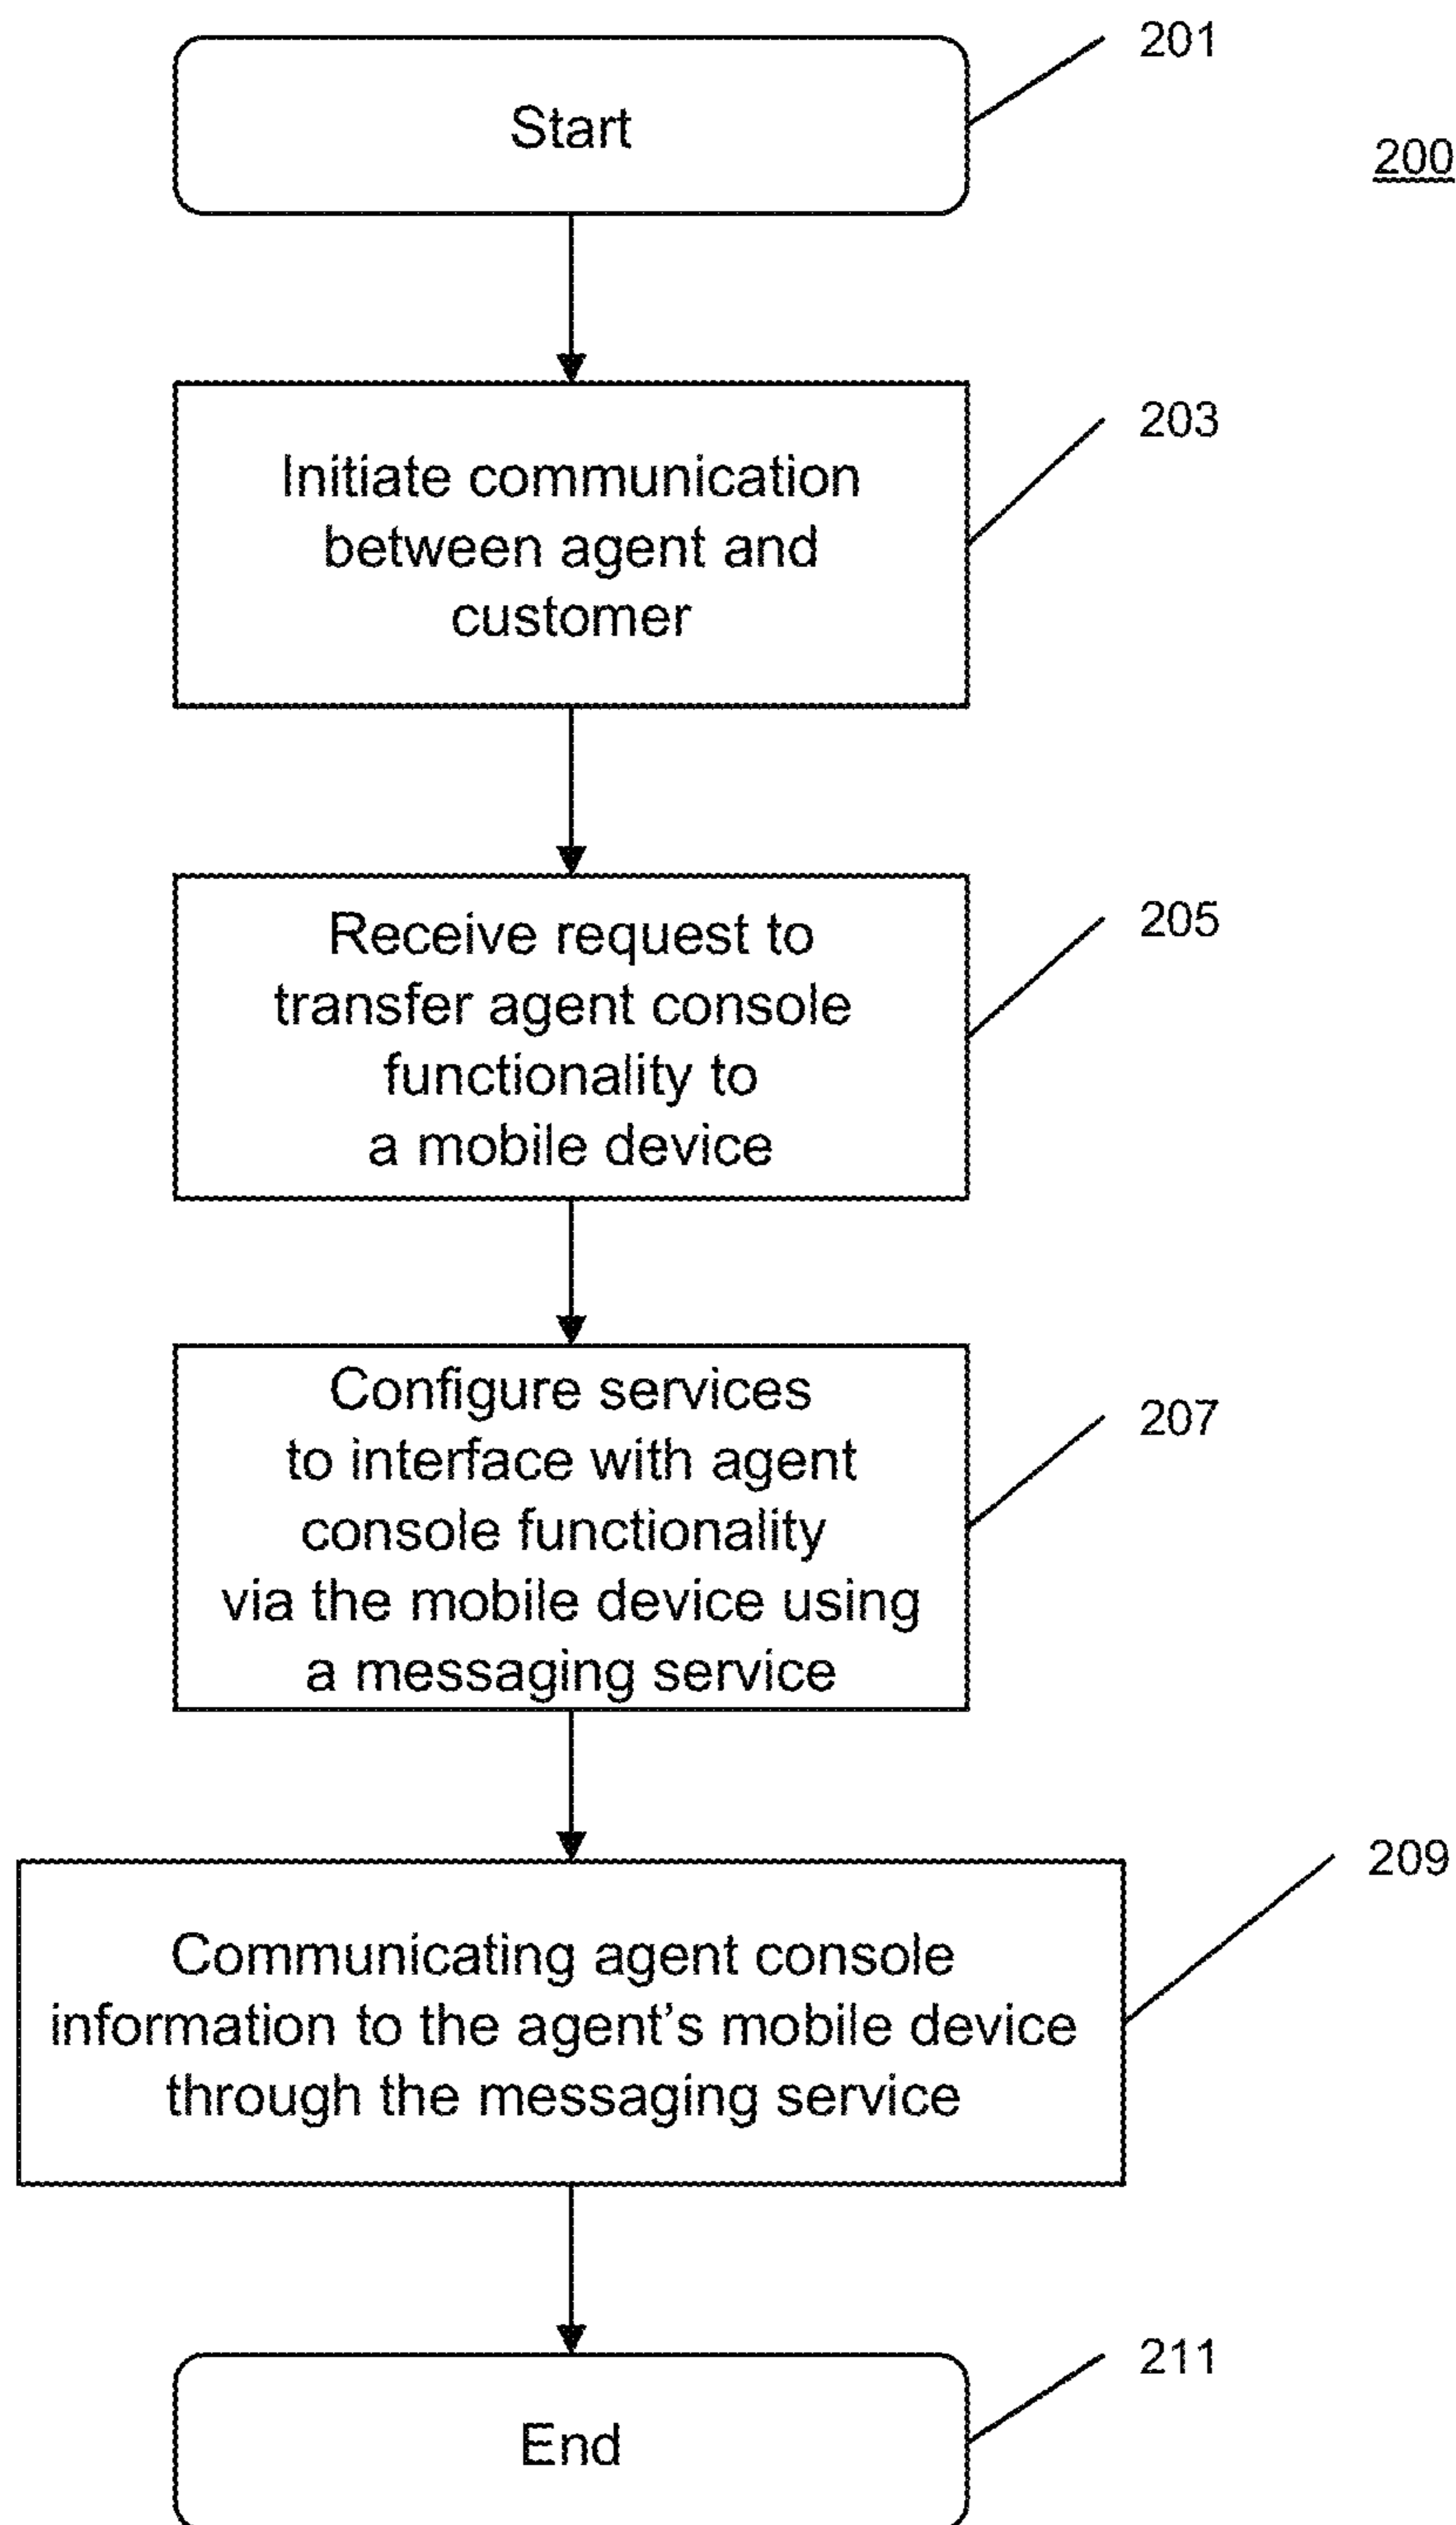 201
Start
200
203
Initiate communication
between agent and
customer
205
Receive request to
transfer agent console
functionality to
a mobile device
207
Configure services
to interface with agent
console functionality
via the mobile device using
a messaging service
209
Communicating agent console
information to the agent’s mobile device
through the messaging service
211
End